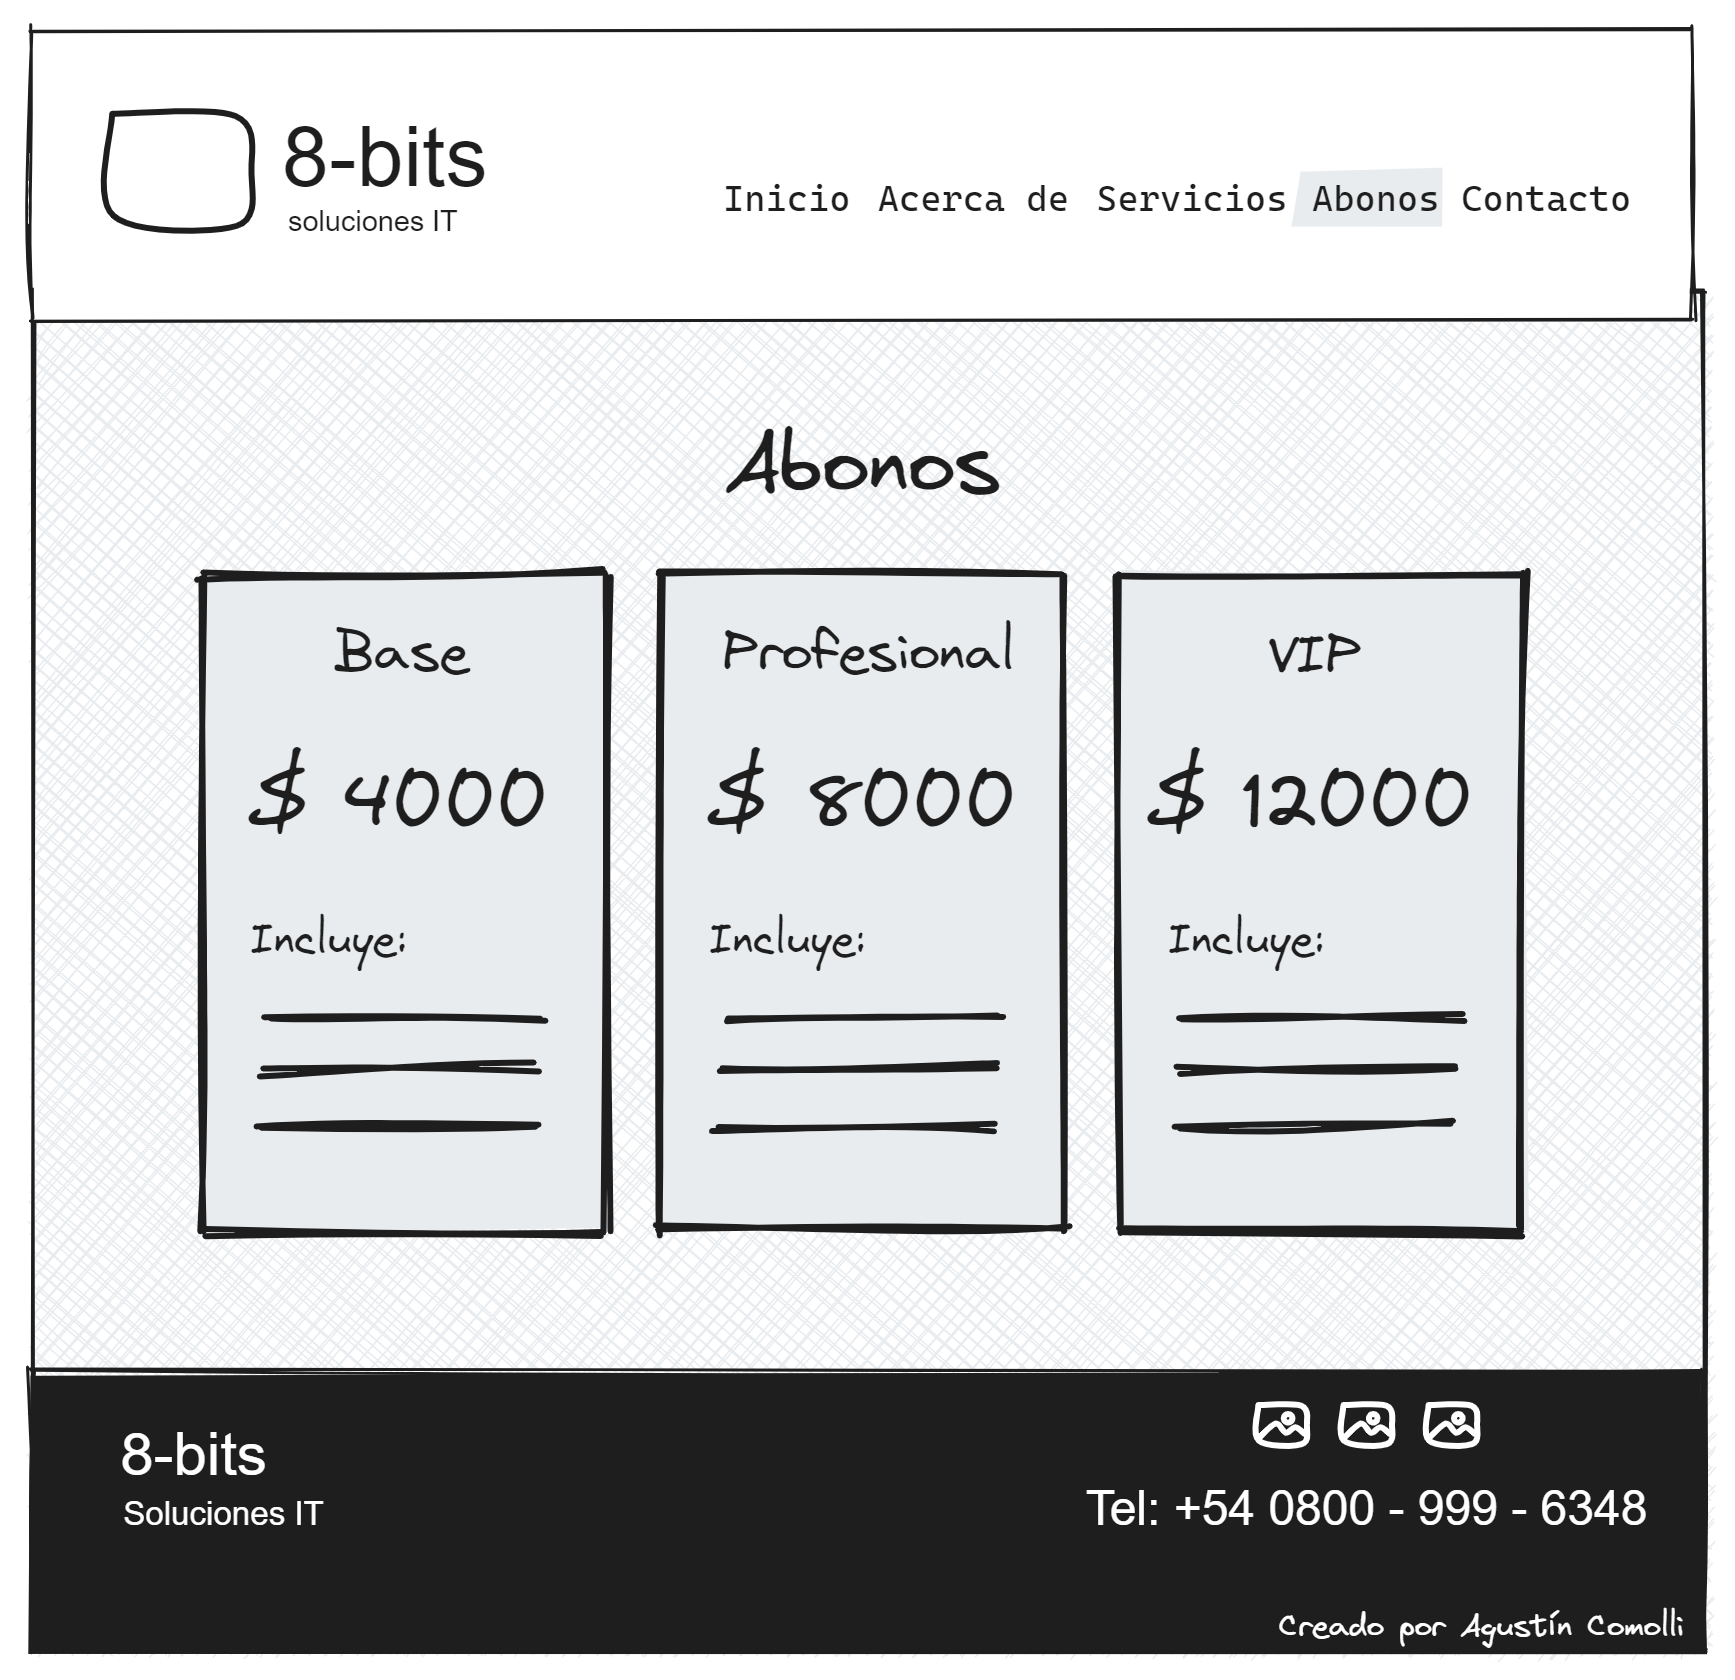 8-bits
soluciones IT
Inicio Acerca de Servicios Abonos Contacto
Abonos
Base
$ 4000
Incluye:
Profesional
$ 8000
Incluye:
VIP
$ 12000
Incluye:
8-bits
Soluciones IT
Tel: +54 0800 - 999 - 6348
Creado por Agustín Comolli